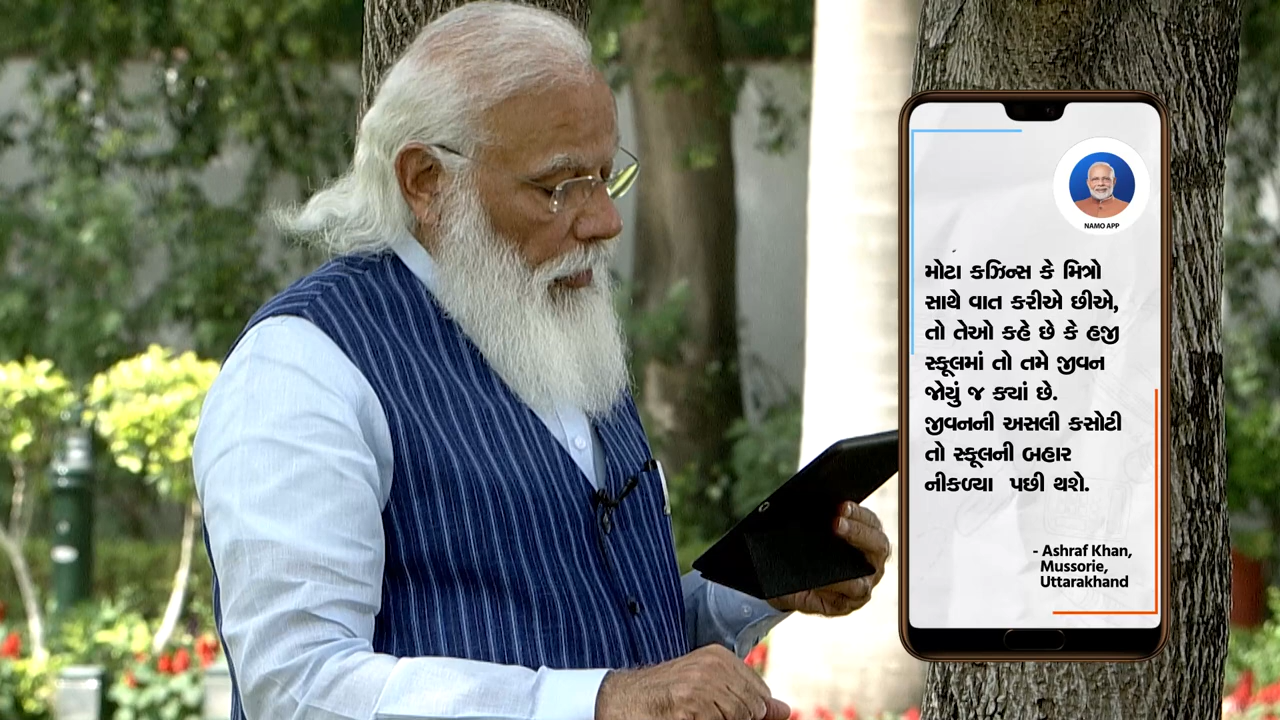 NAMO APP
મોટા કઝિન્સ કે મિત્રો
સાથે વાત કરીએ છીએ,
તો તેઓ કહે છે કે હજી
સ્કૂલમાં તો તમે જીવન
જોયું જ ક્યાં છે.
જીવનની અસલી કસોટી
તો સ્કૂલની બહાર
નીકળ્યા પછી થશે.
- Ashraf Khan,
Mussorie,
Uttarakhand